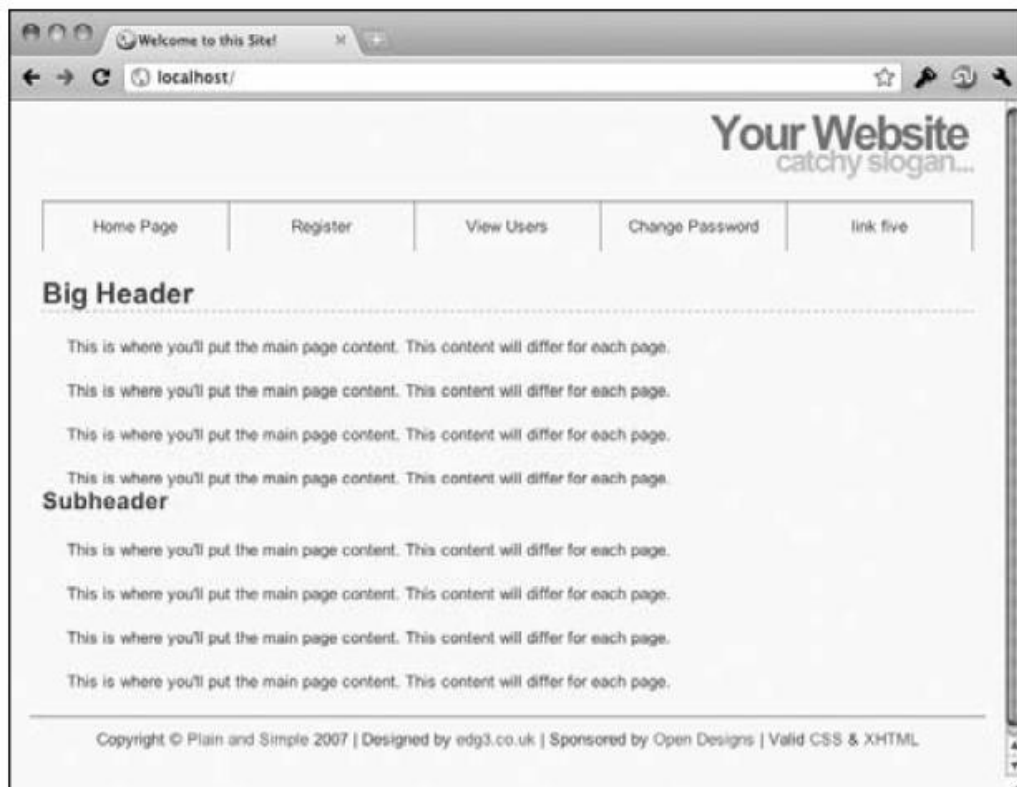 Welcome to this Site!
localhost/
Your Website
catchy slogan...
Home Page
Register
View Users
Change Password
link five
Big Header
This is where you'll put the main page content. This content will differ for each page.
This is where you'll put the main page content. This content will differ for each page.
This is where you'll put the main page content. This content will differ for each page.
This is where you'll put the main page content. This content will differ for each page.
Subheader
This is where you'll put the main page content. This content will differ for each page.
This is where you'll put the main page content. This content will differ for each page.
This is where you'll put the main page content. This content will differ for each page.
This is where you'll put the main page content. This content will differ for each page.
Copyright © Plain and Simple 2007 | Designed by edg3.co.uk | Sponsored by Open Designs | Valid CSS & XHTML